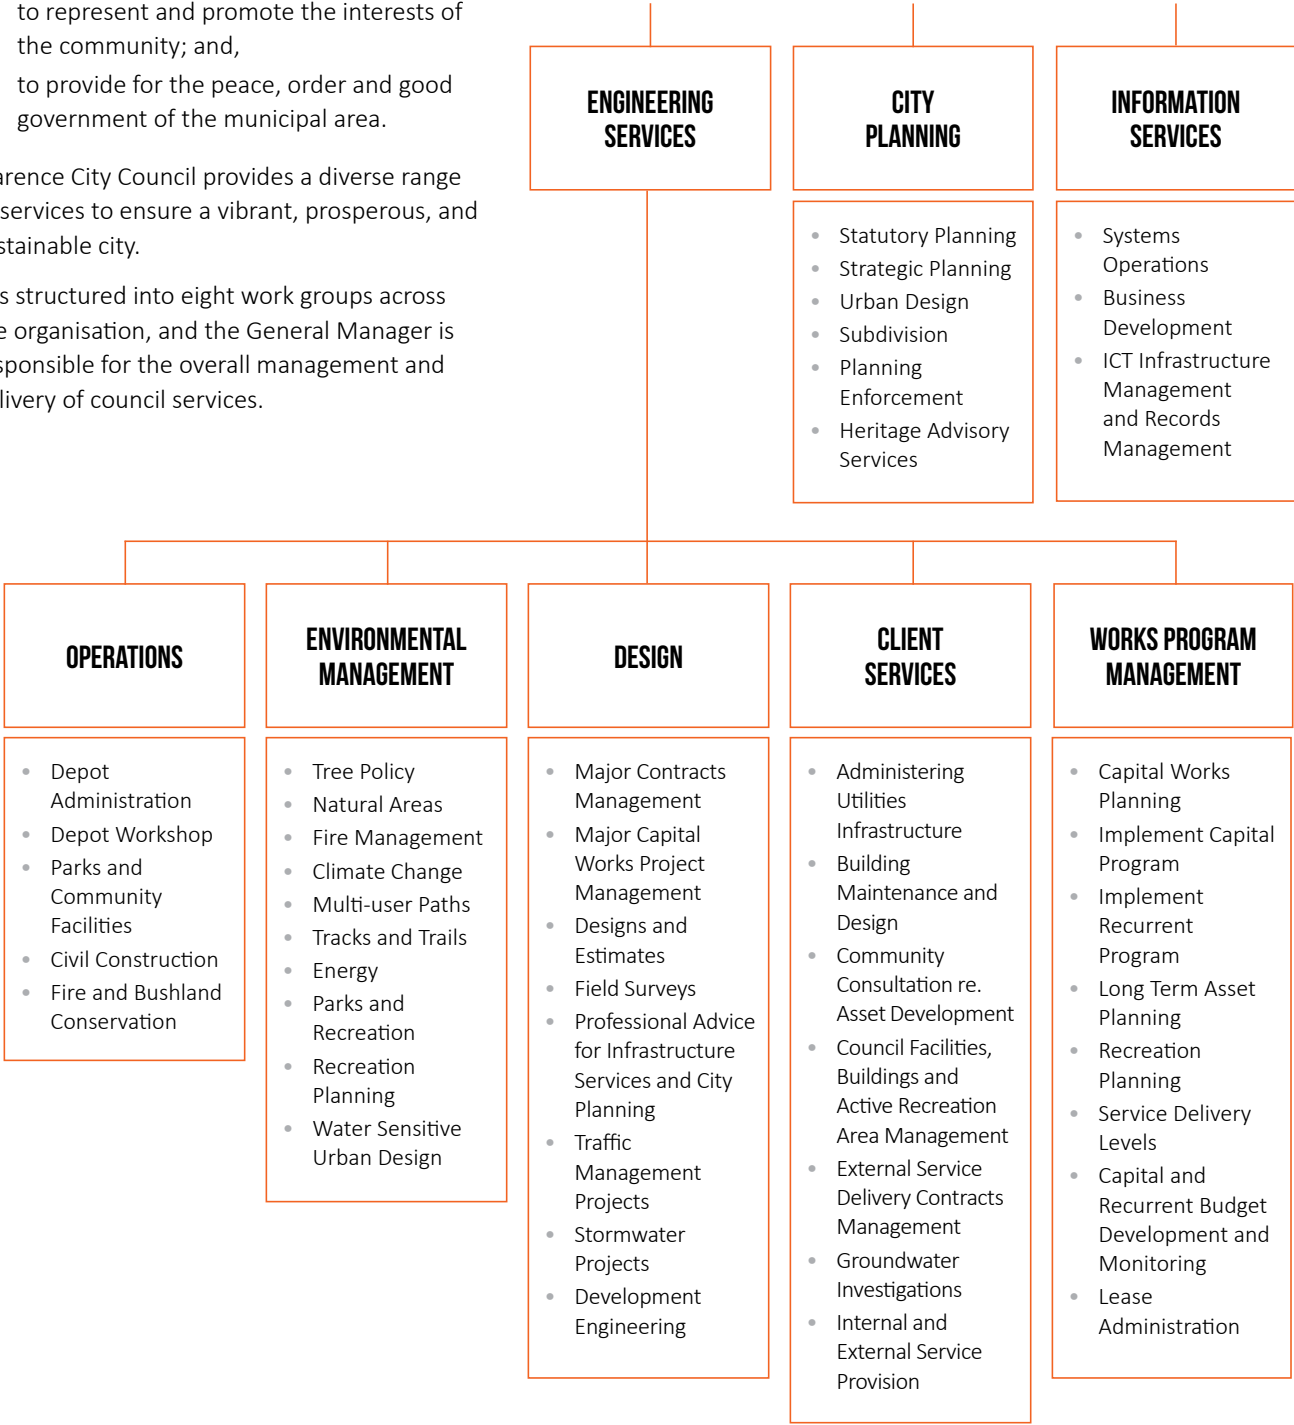 to represent and promote the interests of
the community; and,
to provide for the peace, order and good
government of the municipal area.
arence City Council provides a diverse range
services to ensure a vibrant, prosperous, and
stainable city.
s structured into eight work groups across
e organisation, and the General Manager is
sponsible for the overall management and
livery of council services.
ENGINEERING
SERVICES
CITY
PLANNING
• Statutory Planning
• Strategic Planning
• Urban Design
• Subdivision
• Planning
Enforcement
• Heritage Advisory
Services
INFORMATION
SERVICES
• Systems
Operations
• Business
Development
• ICT Infrastructure
Management
and Records
Management
OPERATIONS
• Depot
Administration
• Depot Workshop
• Parks and
Community
Facilities
• Civil Construction
• Fire and Bushland
Conservation
ENVIRONMENTAL
MANAGEMENT
• Tree Policy
• Natural Areas
• Fire Management
• Climate Change
• Multi-user Paths
• Tracks and Trails
• Energy
• Parks and
Recreation
• Recreation
Planning
• Water Sensitive
Urban Design
DESIGN
• Major Contracts
Management
• Major Capital
Works Project
Management
• Designs and
Estimates
• Field Surveys
• Professional Advice
for Infrastructure
Services and City
Planning
• Traffic
Management
Projects
• Stormwater
Projects
• Development
Engineering
CLIENT
SERVICES
• Administering
Utilities
Infrastructure
• Building
Maintenance and
Design
• Community
Consultation re.
Asset Development
• Council Facilities,
Buildings and
Active Recreation
Area Management
• External Service
Delivery Contracts
Management
• Groundwater
Investigations
• Internal and
External Service
Provision
WORKS PROGRAM
MANAGEMENT
• Capital Works
Planning
• Implement Capital
Program
• Implement
Recurrent
Program
• Long Term Asset
Planning
• Recreation
Planning
• Service Delivery
Levels
• Capital and
Recurrent Budget
Development and
Monitoring
• Lease
Administration